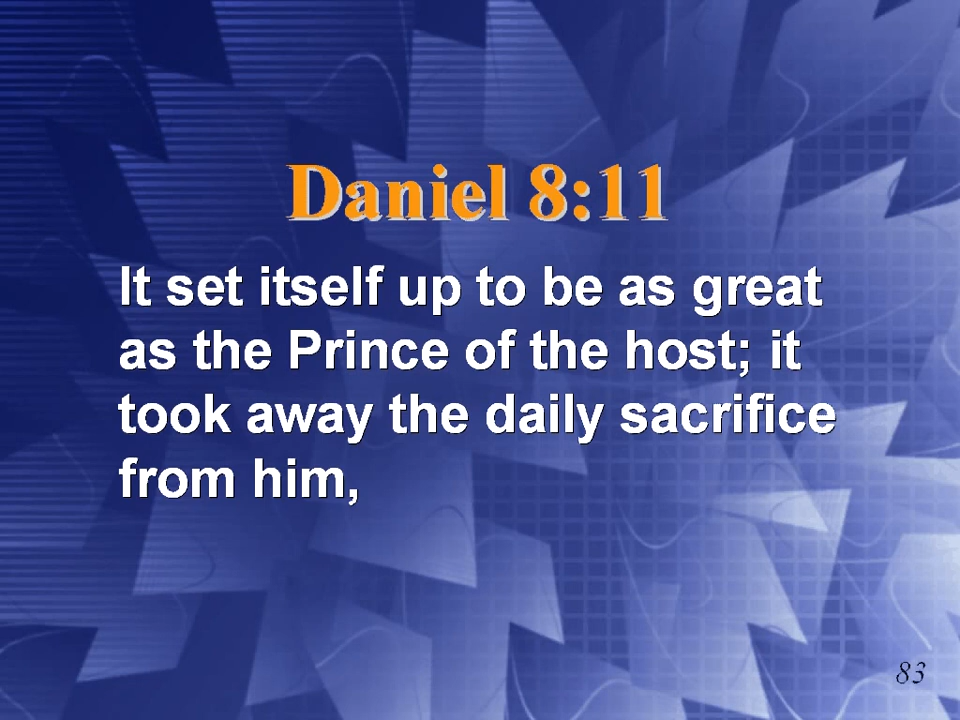 Daniel 8:11
It set itself up to be as great
as the Prince of the host; it
took away the daily sacrifice
from him,
83